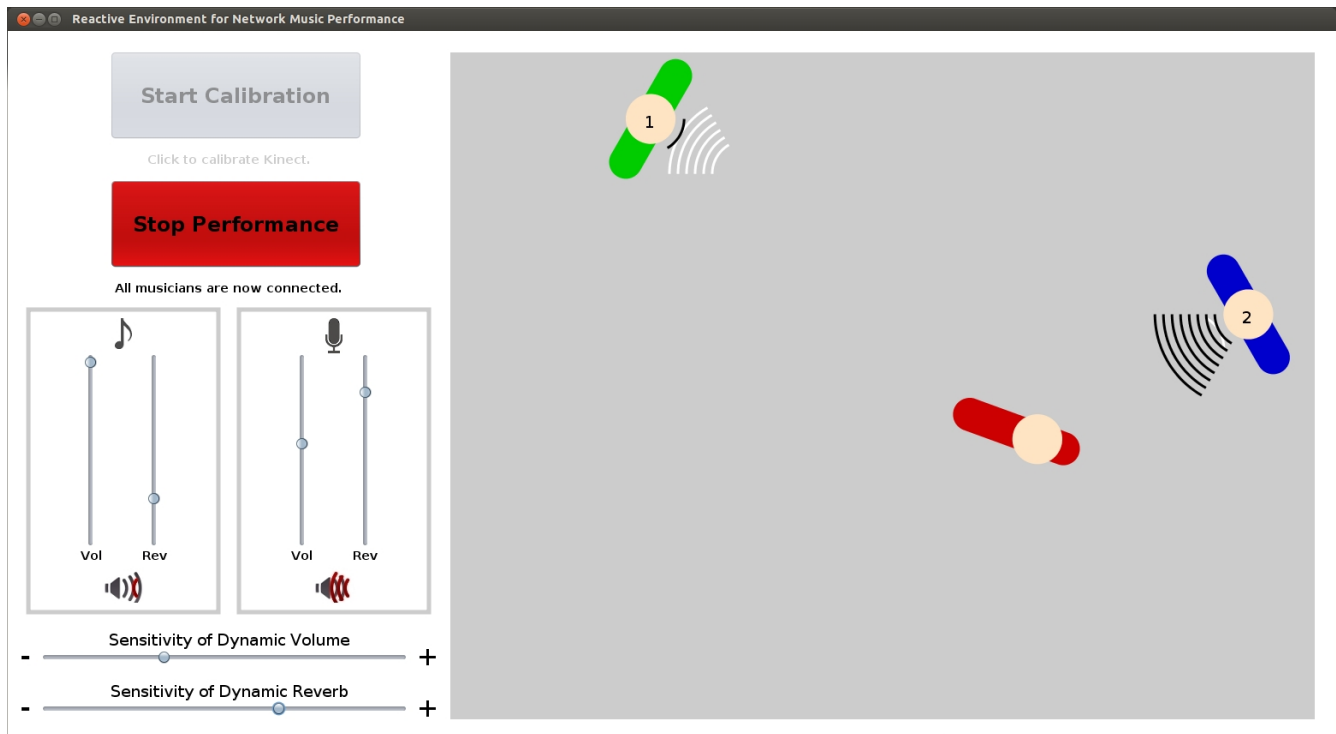 Reactive Environment for Network Music Performance
Start Calibration
Click to calibrate Kinect.
Stop Performance
All musicians are now connected.
Vol Rev
Vol Rev
Sensitivity of Dynamic Volume
- +
Sensitivity of Dynamic Reverb
- +
1
2